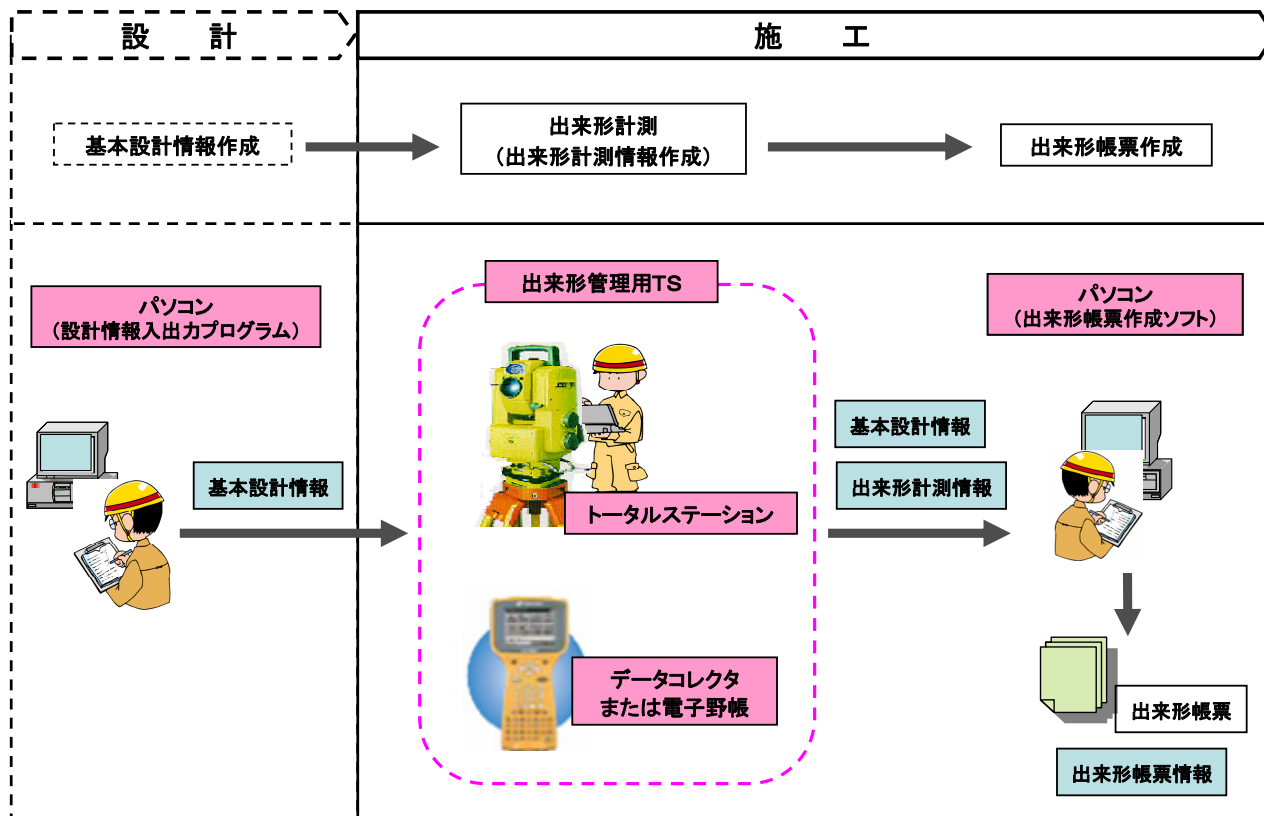 設 計
施 工
基本設計情報作成
出来形計測
(出来形計測情報作成)
出来形帳票作成
パソコン
(設計情報入出力プログラム)
出来形管理用TS
パソコン
(出来形帳票作成ソフト)
基本設計情報
トータルステーション
基本設計情報
出来形計測情報
データコレクタ
または電子野帳
出来形帳票
出来形帳票情報